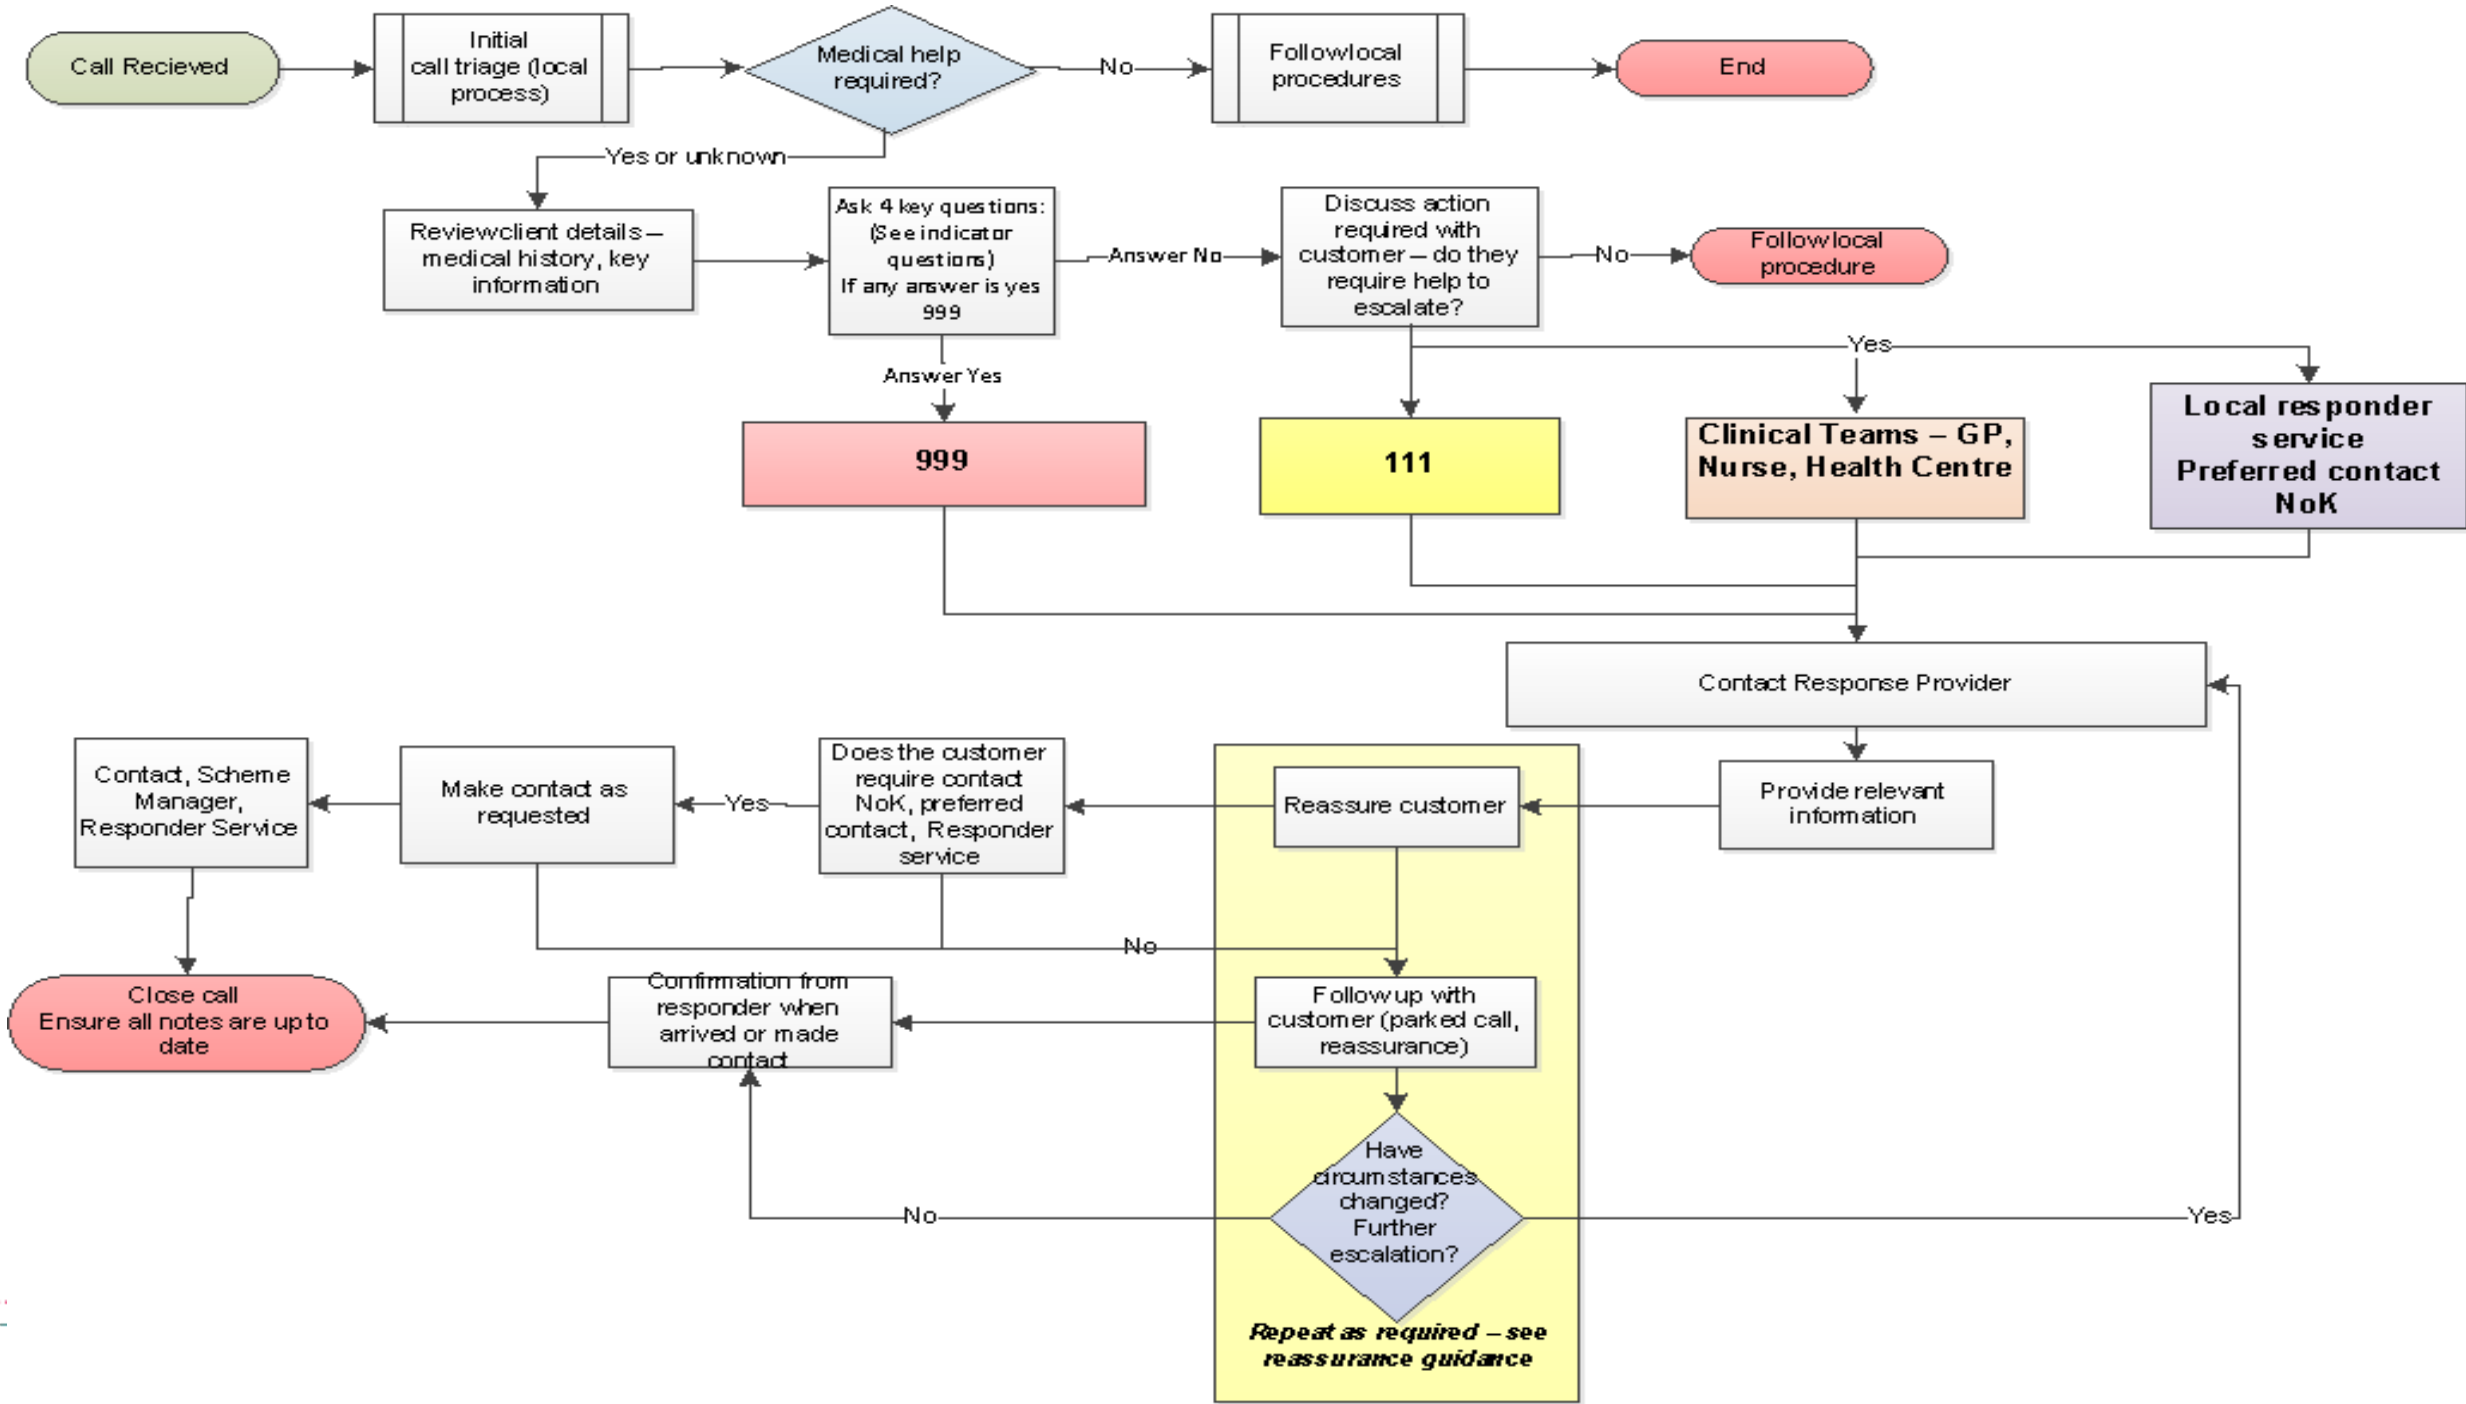 Call Recieved
Initial
call triage (local
process)
Medical help
required?
No
Follow local
procedures
End
Yes or unknown
Review client details –
medical history, key
information
Ask 4 key questions:
(See indicator
questions)
If any answer is yes
999
Answer No
Discuss action
required with
customer – do they
require help to
escalate?
No
Follow local
procedure
Answer Yes
Yes
999
111
Clinical Teams – GP,
Nurse, Health Centre
Local responder
service
Preferred contact
NoK
Contact Response Provider
Contact, Scheme
Manager,
Responder Service
Make contact as
requested
Yes
Does the customer
require contact
NoK, preferred
contact, Responder
service
Reassure customer
Provide relevant
information
No
Close call
Ensure all notes are up to
date
Confirmation from
responder when
arrived or made
contact
Follow up with
customer (parked call,
reassurance)
Have
circumstances
changed?
Further
escalation?
No
Yes
Repeat as required – see
reassurance guidance